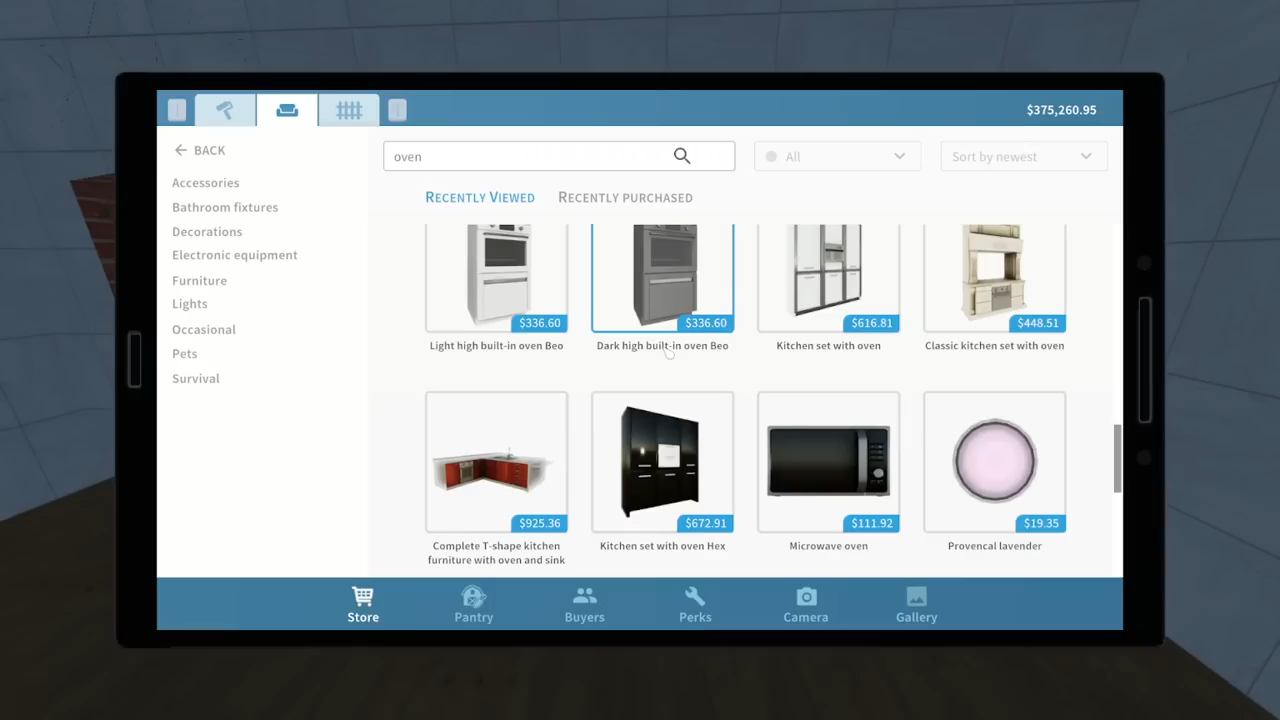 $375,260.95
BACK
oven
All
Sort by newest
Accessories
Bathroom fixtures
Decorations
Electronic equipment
Furniture
Lights
Occasional
Pets
Survival
RECENTLY VIEWED
RECENTLY PURCHASED
$336.60
$336.60
$616.81
$448.51
Light high built-in oven Beo
Dark high built-in oven Beo
Kitchen set with oven
Classic kitchen set with oven
$925.36
$672.91
$111.92
$19.35
Complete T-shape kitchen
furniture with oven and sink
Kitchen set with oven Hex
Microwave oven
Provencal lavender
Store
Pantry
Buyers
Perks
Camera
Gallery